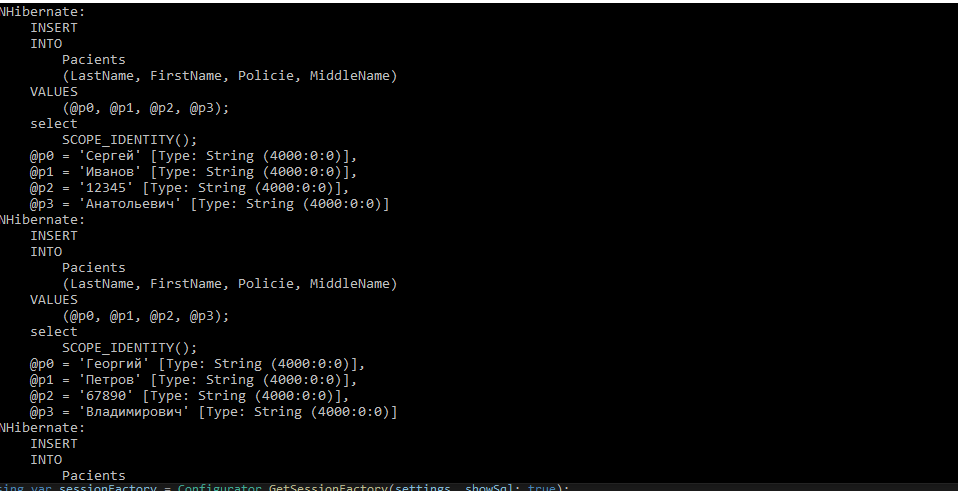 NHibernate:
INSERT
INTO
Pacients
(LastName, FirstName, Policie, MiddleName)
VALUES
(@p0, @p1, @p2, @p3);
select
SCOPE_IDENTITY();
@p0 = 'Сергей' [Type: String (4000:0:0)],
@p1 = 'Иванов' [Type: String (4000:0:0)],
@p2 = '12345' [Type: String (4000:0:0)],
@p3 = 'Анатольевич' [Type: String (4000:0:0)]
NHibernate:
INSERT
INTO
Pacients
(LastName, FirstName, Policie, MiddleName)
VALUES
(@p0, @p1, @p2, @p3);
select
SCOPE_IDENTITY();
@p0 = 'Георгий' [Type: String (4000:0:0)],
@p1 = 'Петров' [Type: String (4000:0:0)],
@p2 = '67890' [Type: String (4000:0:0)],
@p3 = 'Владимирович' [Type: String (4000:0:0)]
NHibernate:
INSERT
INTO
Pacients
sing var sessionFactory = Configurator.GetSessionFactory(settings, showSql: true);